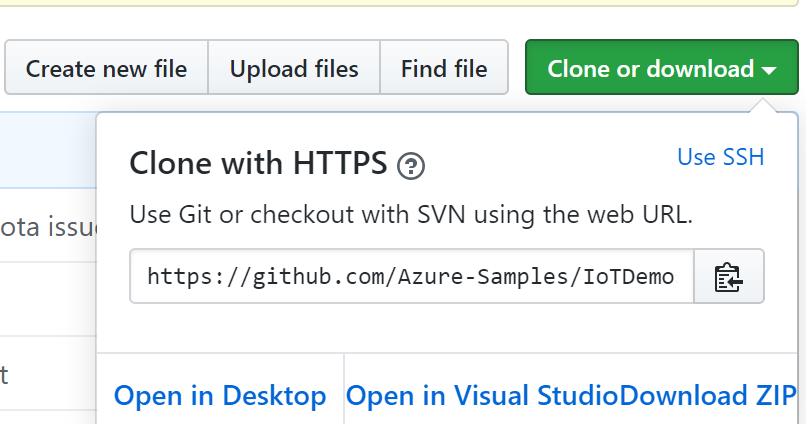 Create new file Upload files Find file Clone or download
Clone with HTTPS ?
Use SSH
ota issu
Use Git or checkout with SVN using the web URL.
https://github.com/Azure-Samples/IoTDemo
t
Open in Desktop Open in Visual StudioDownload ZIP